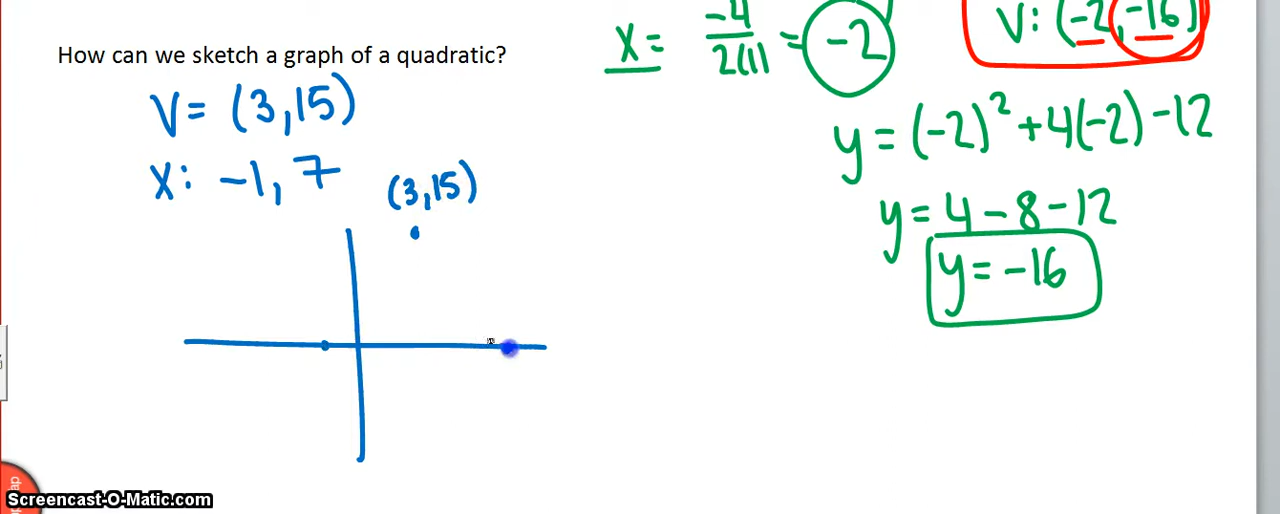 How can we sketch a graph of a quadratic?
V= (3,15)
X: -1, 7
(3,15)
X = -4 / 2(1) = -2
V: (-2, -16)
y = (-2)² + 4(-2) - 12
y = 4 - 8 - 12
y = -16
SCREENCAST-O-MATIC.COM